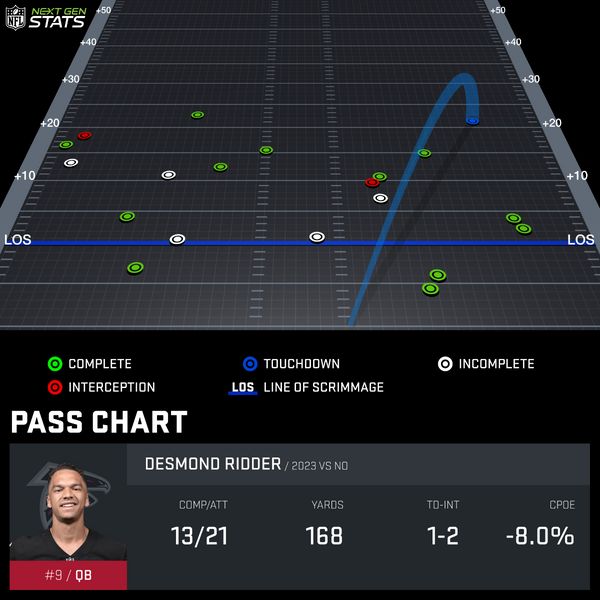 NFL NEXT GEN STATS
+50 +50
+40 +40
+30 +30
+20 +20
+10 +10
LOS LOS
COMPLETE TOUCHDOWN INCOMPLETE
INTERCEPTION LOS LINE OF SCRIMMAGE
PASS CHART
DESMOND RIDDER / 2023 VS NO
COMP/ATT YARDS TD-INT CPOE
13/21 168 1-2 -8.0%
#9 / QB